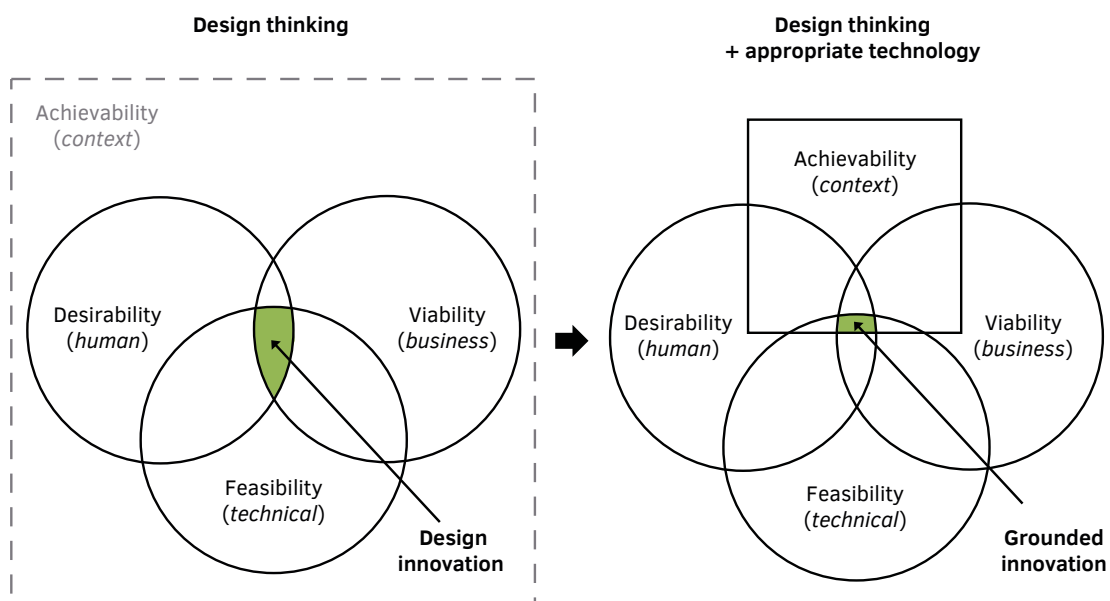 Design thinking
Achievability
(context)
Desirability
(human)
Viability
(business)
Feasibility
(technical)
Design
innovation
Design thinking
+ appropriate technology
Achievability
(context)
Desirability
(human)
Viability
(business)
Feasibility
(technical)
Grounded
innovation